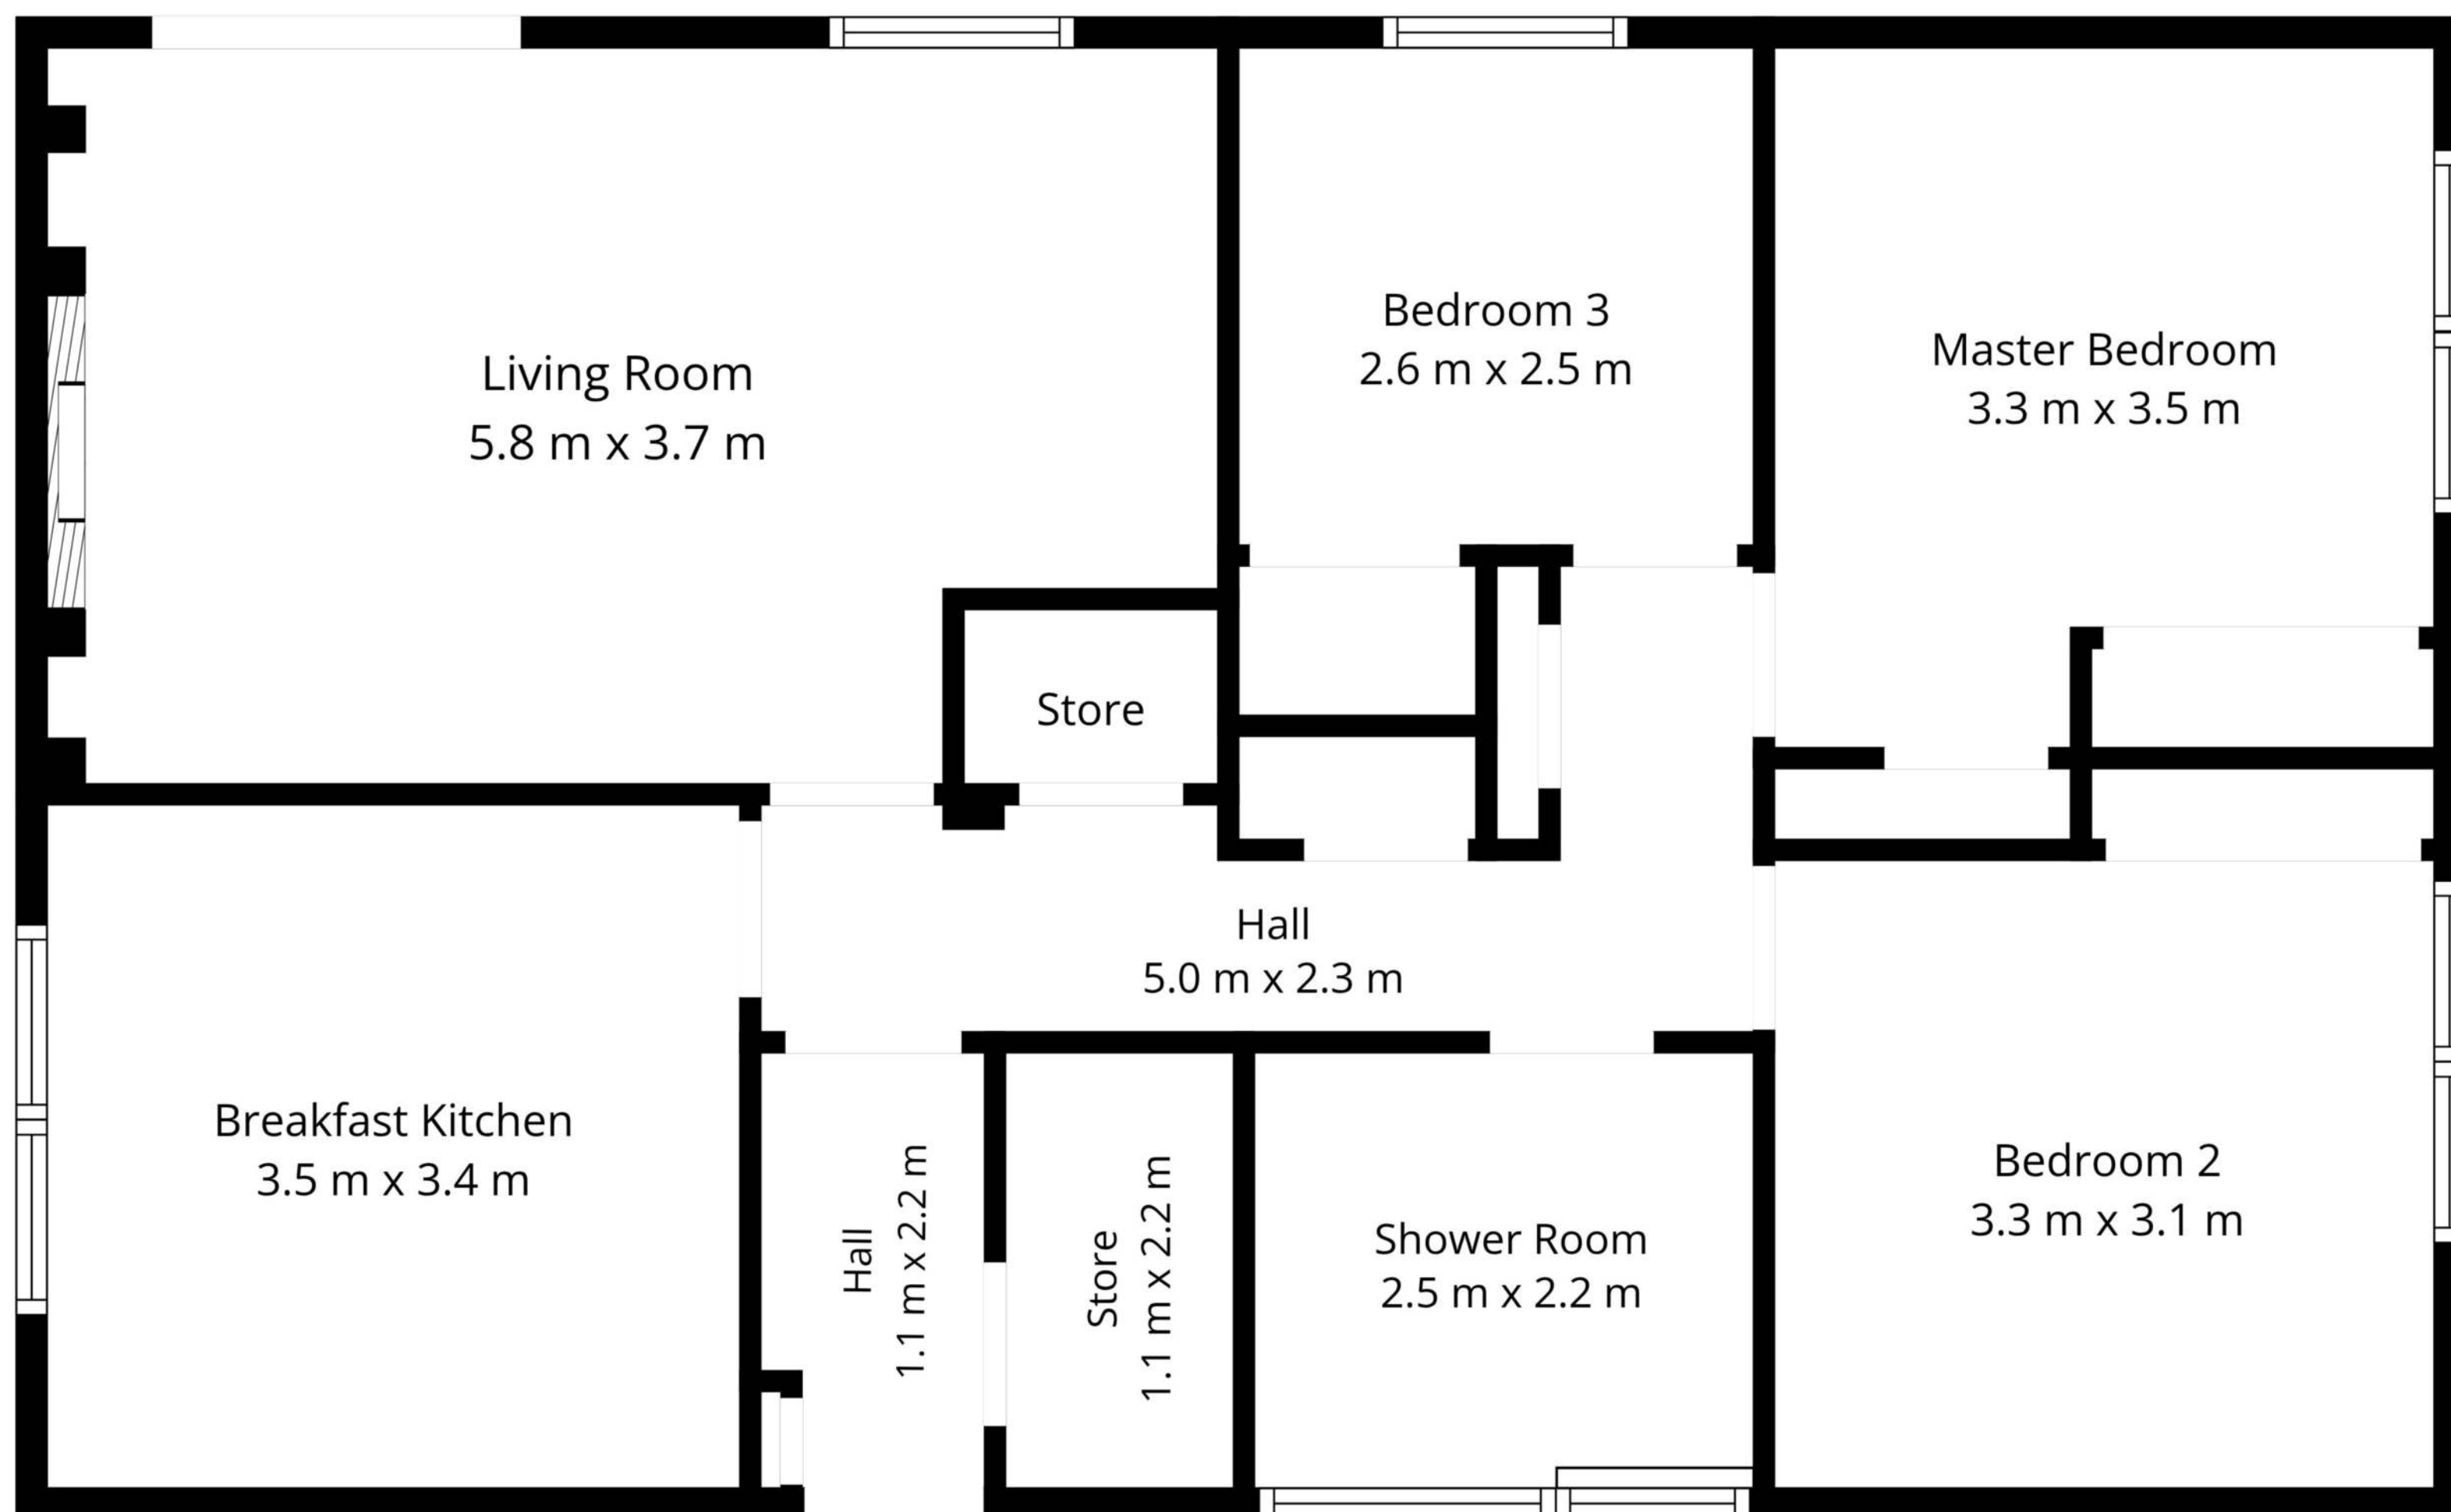 Living Room
5.8 m x 3.7 m
Bedroom 3
2.6 m x 2.5 m
Master Bedroom
3.3 m x 3.5 m
Store
Hall
5.0 m x 2.3 m
Breakfast Kitchen
3.5 m x 3.4 m
Hall
1.1 m x 2.2 m
Store
1.1 m x 2.2 m
Shower Room
2.5 m x 2.2 m
Bedroom 2
3.3 m x 3.1 m